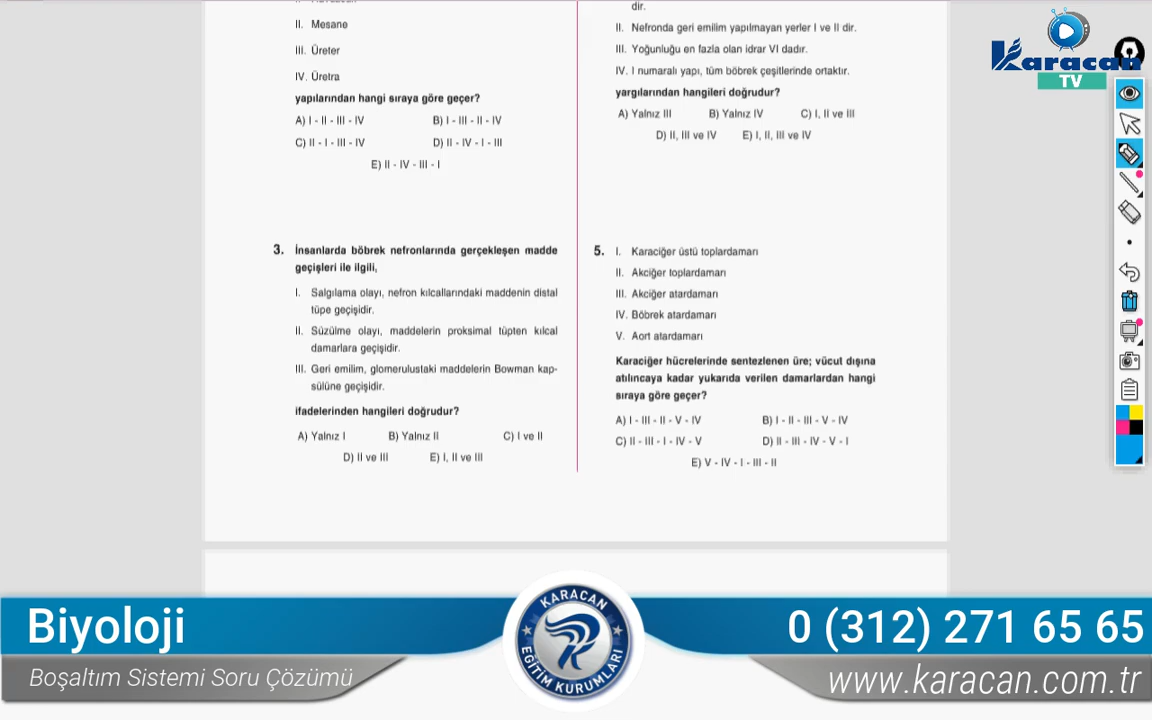 II. Mesane
III. Üreter
IV. Üretra
yapılarından hangi sıraya göre geçer?
A) I - II - III - IV B) I - III - II - IV
C) II - I - III - IV D) II - IV - I - III
E) II - IV - III - I
3. İnsanlarda böbrek nefronlarında gerçekleşen madde
geçişleri ile ilgili,
I. Salgılama olayı, nefron kılcallarındaki maddenin distal
tüpe geçişidir.
II. Süzülme olayı, maddelerin proksimal tüpten kılcal
damarlara geçişidir.
III. Geri emilim, glomerulustaki maddelerin Bowman kap-
sülüne geçişidir.
ifadelerinden hangileri doğrudur?
A) Yalnız I B) Yalnız II C) I ve II
D) II ve III E) I, II ve III
dir.
II. Nefronda geri emilim yapılmayan yerler I ve II dir.
III. Yoğunluğu en fazla olan idrar VI dadır.
IV. I numaralı yapı, tüm böbrek çeşitlerinde ortaktır.
yargılarından hangileri doğrudur?
A) Yalnız III B) Yalnız IV C) I, II ve III
D) II, III ve IV E) I, II, III ve IV
5. I. Karaciğer üstü toplardamarı
II. Akciğer toplardamarı
III. Akciğer atardamarı
IV. Böbrek atardamarı
V. Aort atardamarı
Karaciğer hücrelerinde sentezlenen üre; vücut dışına
atılıncaya kadar yukarıda verilen damarlardan hangi
sıraya göre geçer?
A) I - III - II - V - IV B) I - II - III - V - IV
C) II - III - I - IV - V D) II - III - IV - V - I
E) V - IV - I - III - II
Karacan
TV
Biyoloji
Boşaltım Sistemi Soru Çözümü
KARACAN
EĞİTİM KURUMLARI
0 (312) 271 65 65
www.karacan.com.tr